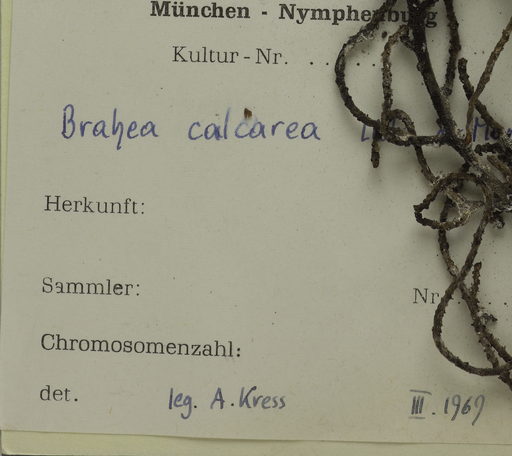 München - Nymphenburg
Kultur - Nr. . . .
Brahea calcarea
Herkunft:
Sammler:
Nr.
Chromosomenzahl:
det. leg. A. Kress III. 1969